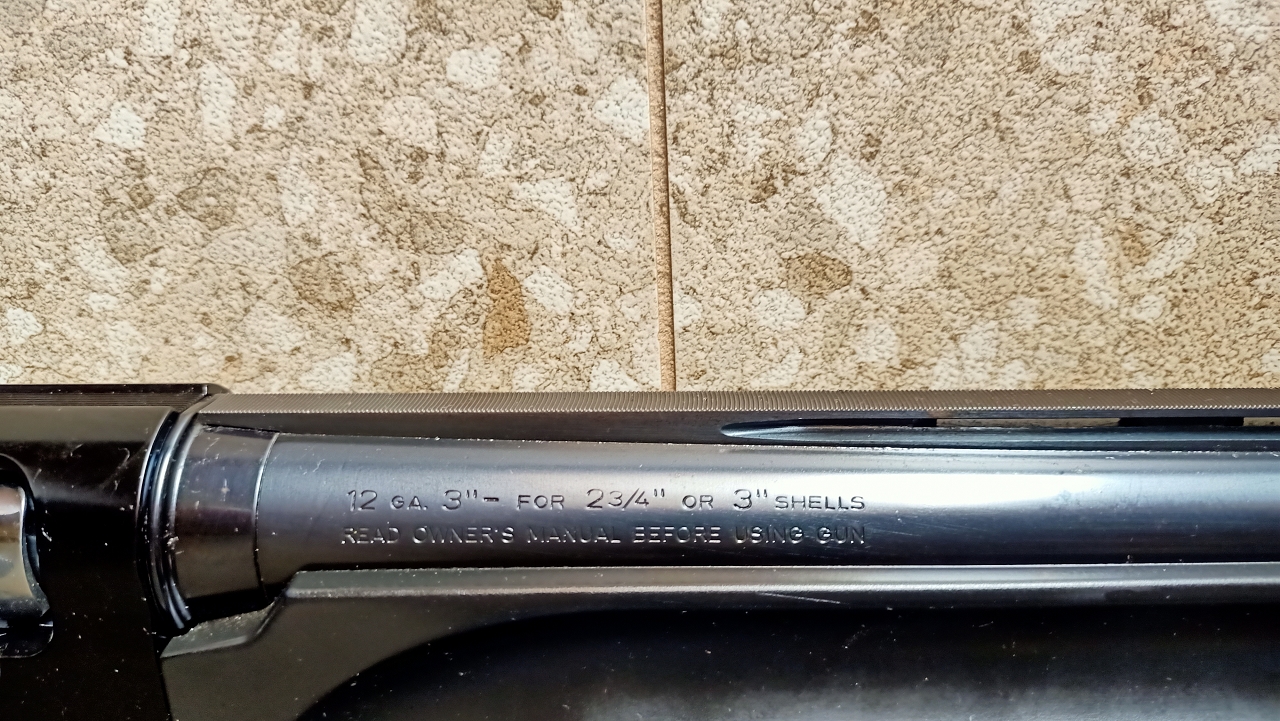 12 GA. 3"- FOR 2 3/4" OR 3" SHELLS
READ OWNER'S MANUAL BEFORE USING GUN